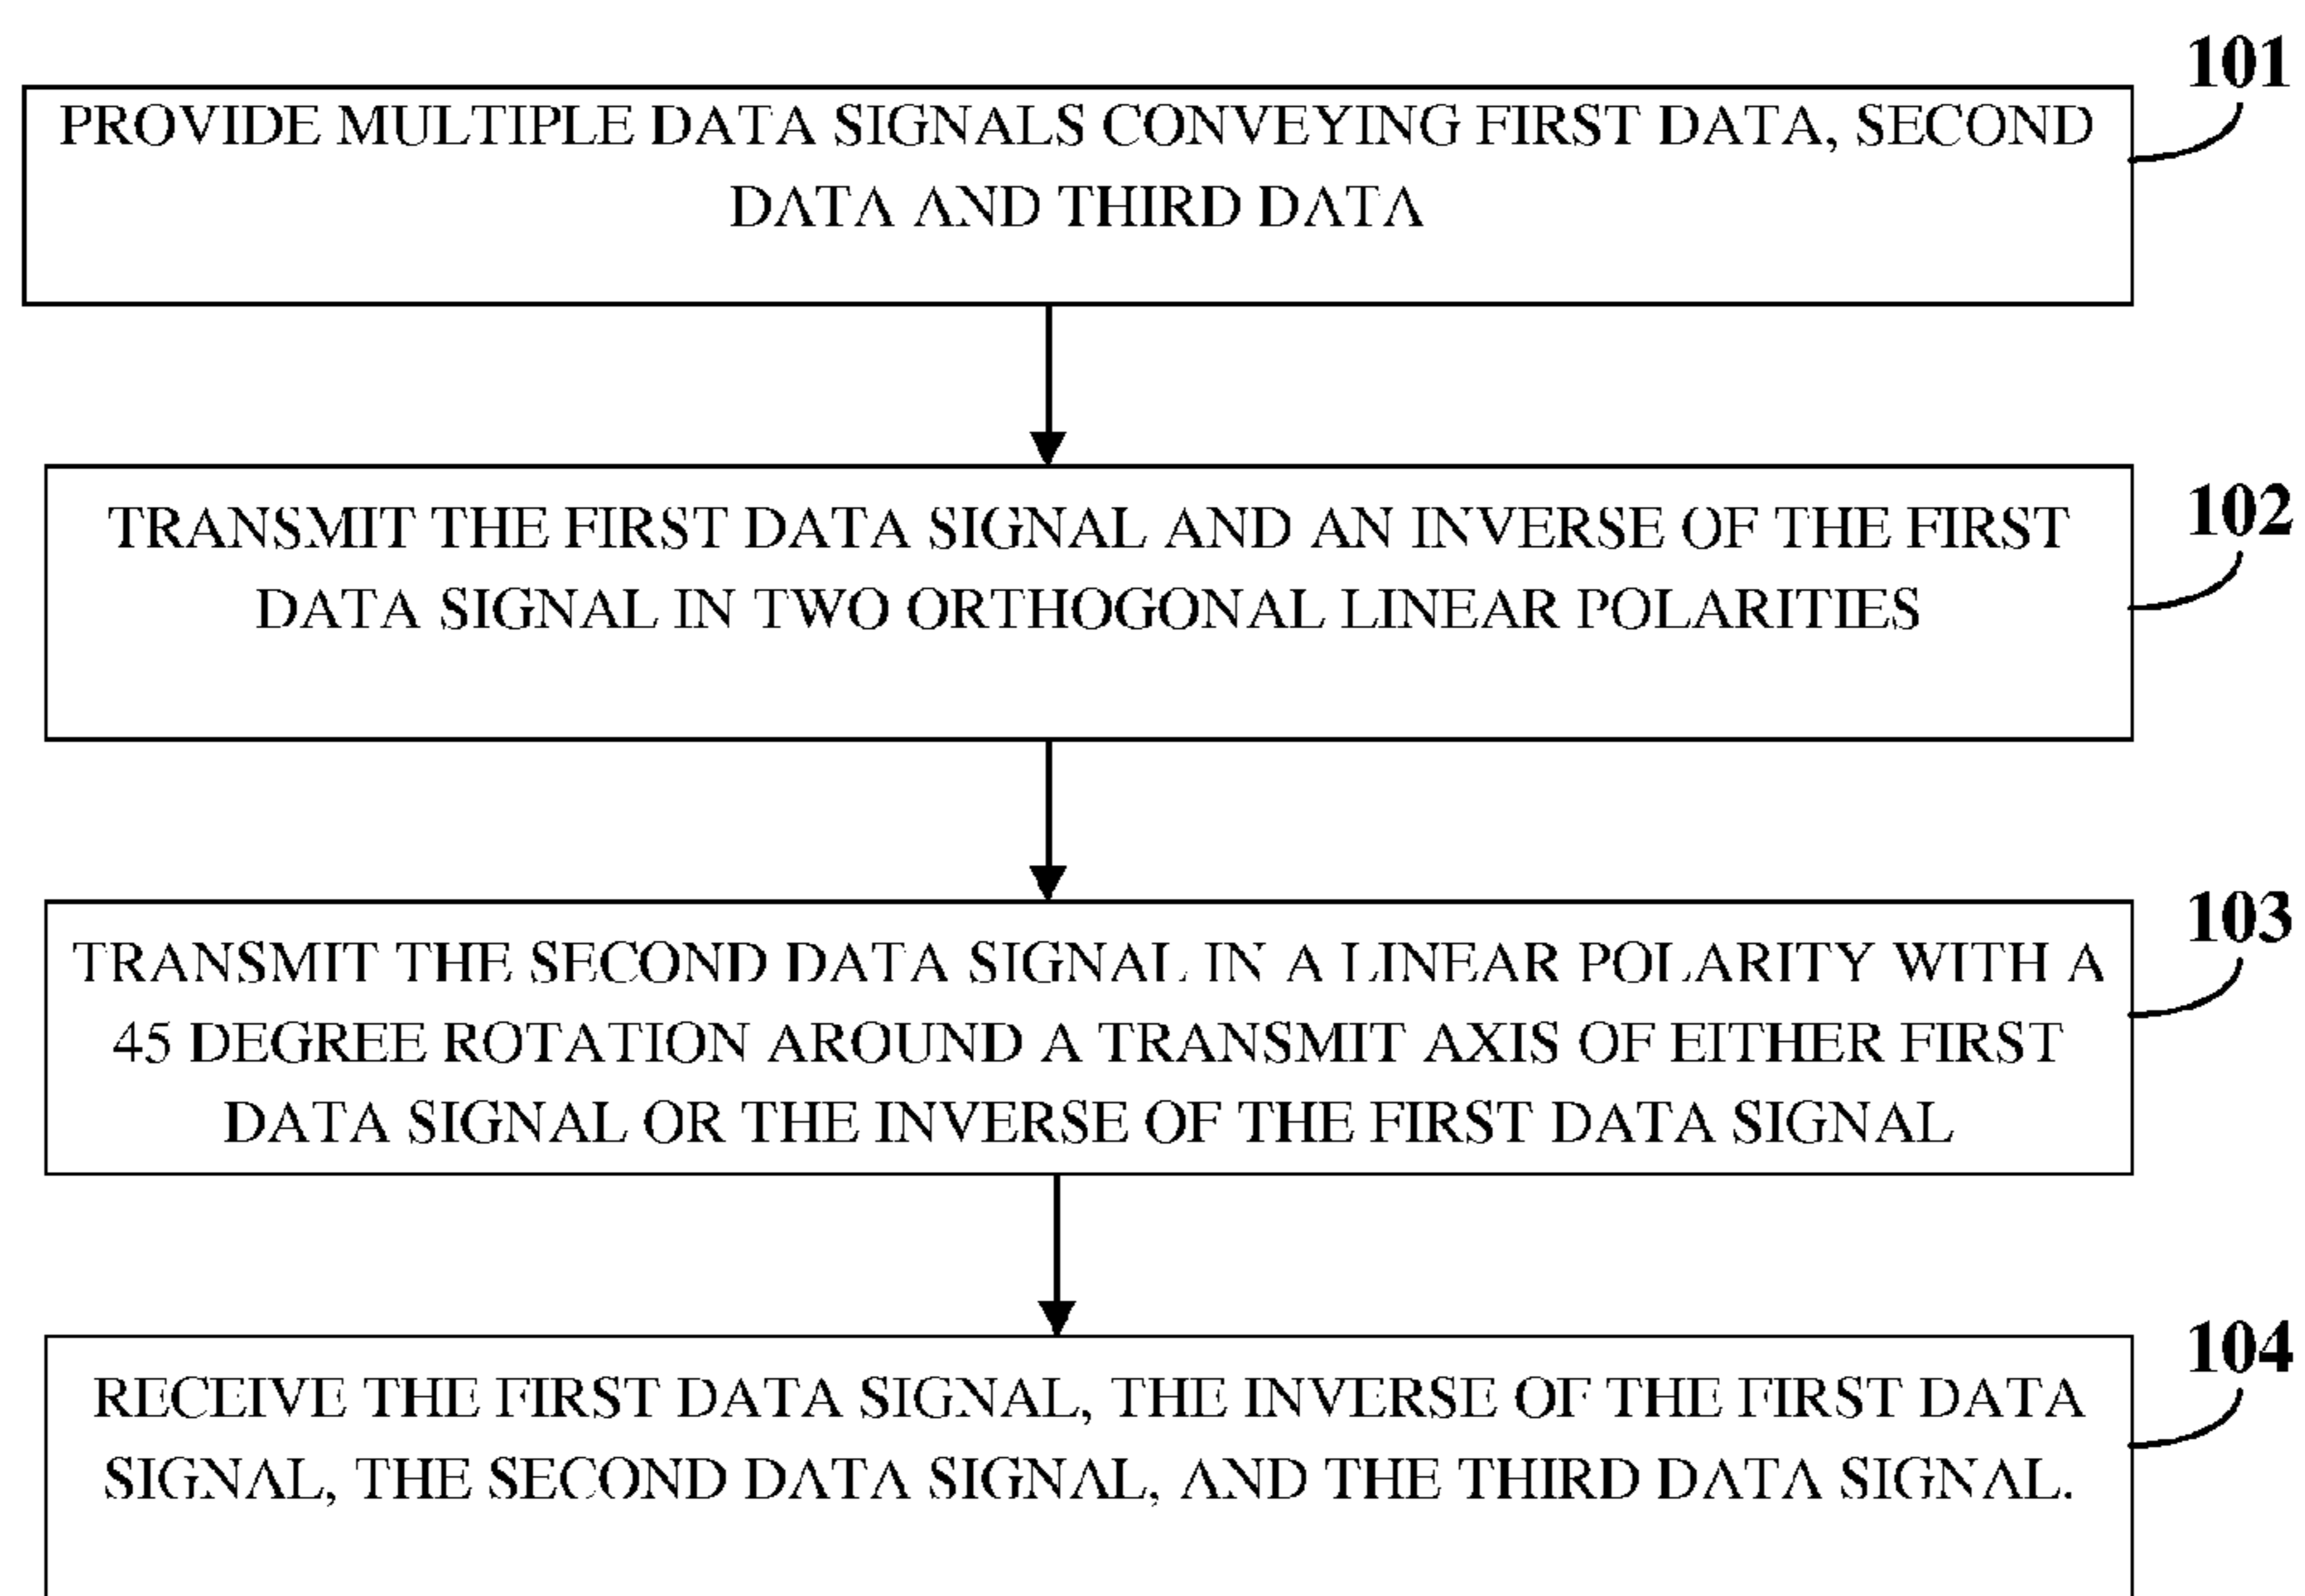 101
PROVIDE MULTIPLE DATA SIGNALS CONVEYING FIRST DATA, SECOND
DATA AND THIRD DATA
102
TRANSMIT THE FIRST DATA SIGNAL AND AN INVERSE OF THE FIRST
DATA SIGNAL IN TWO ORTHOGONAL LINEAR POLARITIES
103
TRANSMIT THE SECOND DATA SIGNAL IN A LINEAR POLARITY WITH A
45 DEGREE ROTATION AROUND A TRANSMIT AXIS OF EITHER FIRST
DATA SIGNAL OR THE INVERSE OF THE FIRST DATA SIGNAL
104
RECEIVE THE FIRST DATA SIGNAL, THE INVERSE OF THE FIRST DATA
SIGNAL, THE SECOND DATA SIGNAL, AND THE THIRD DATA SIGNAL.